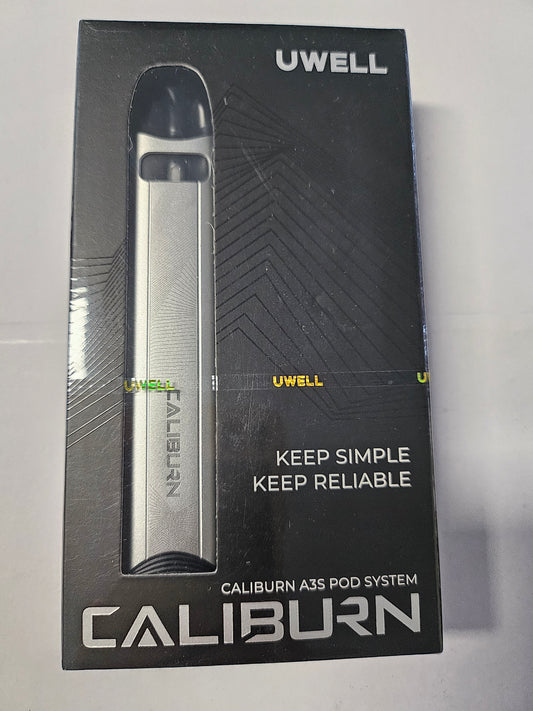 UWELL
UWELL
UWELL
U
CALIBURN
KEEP SIMPLE
KEEP RELIABLE
CALIBURN A3S POD SYSTEM
CALIBURN